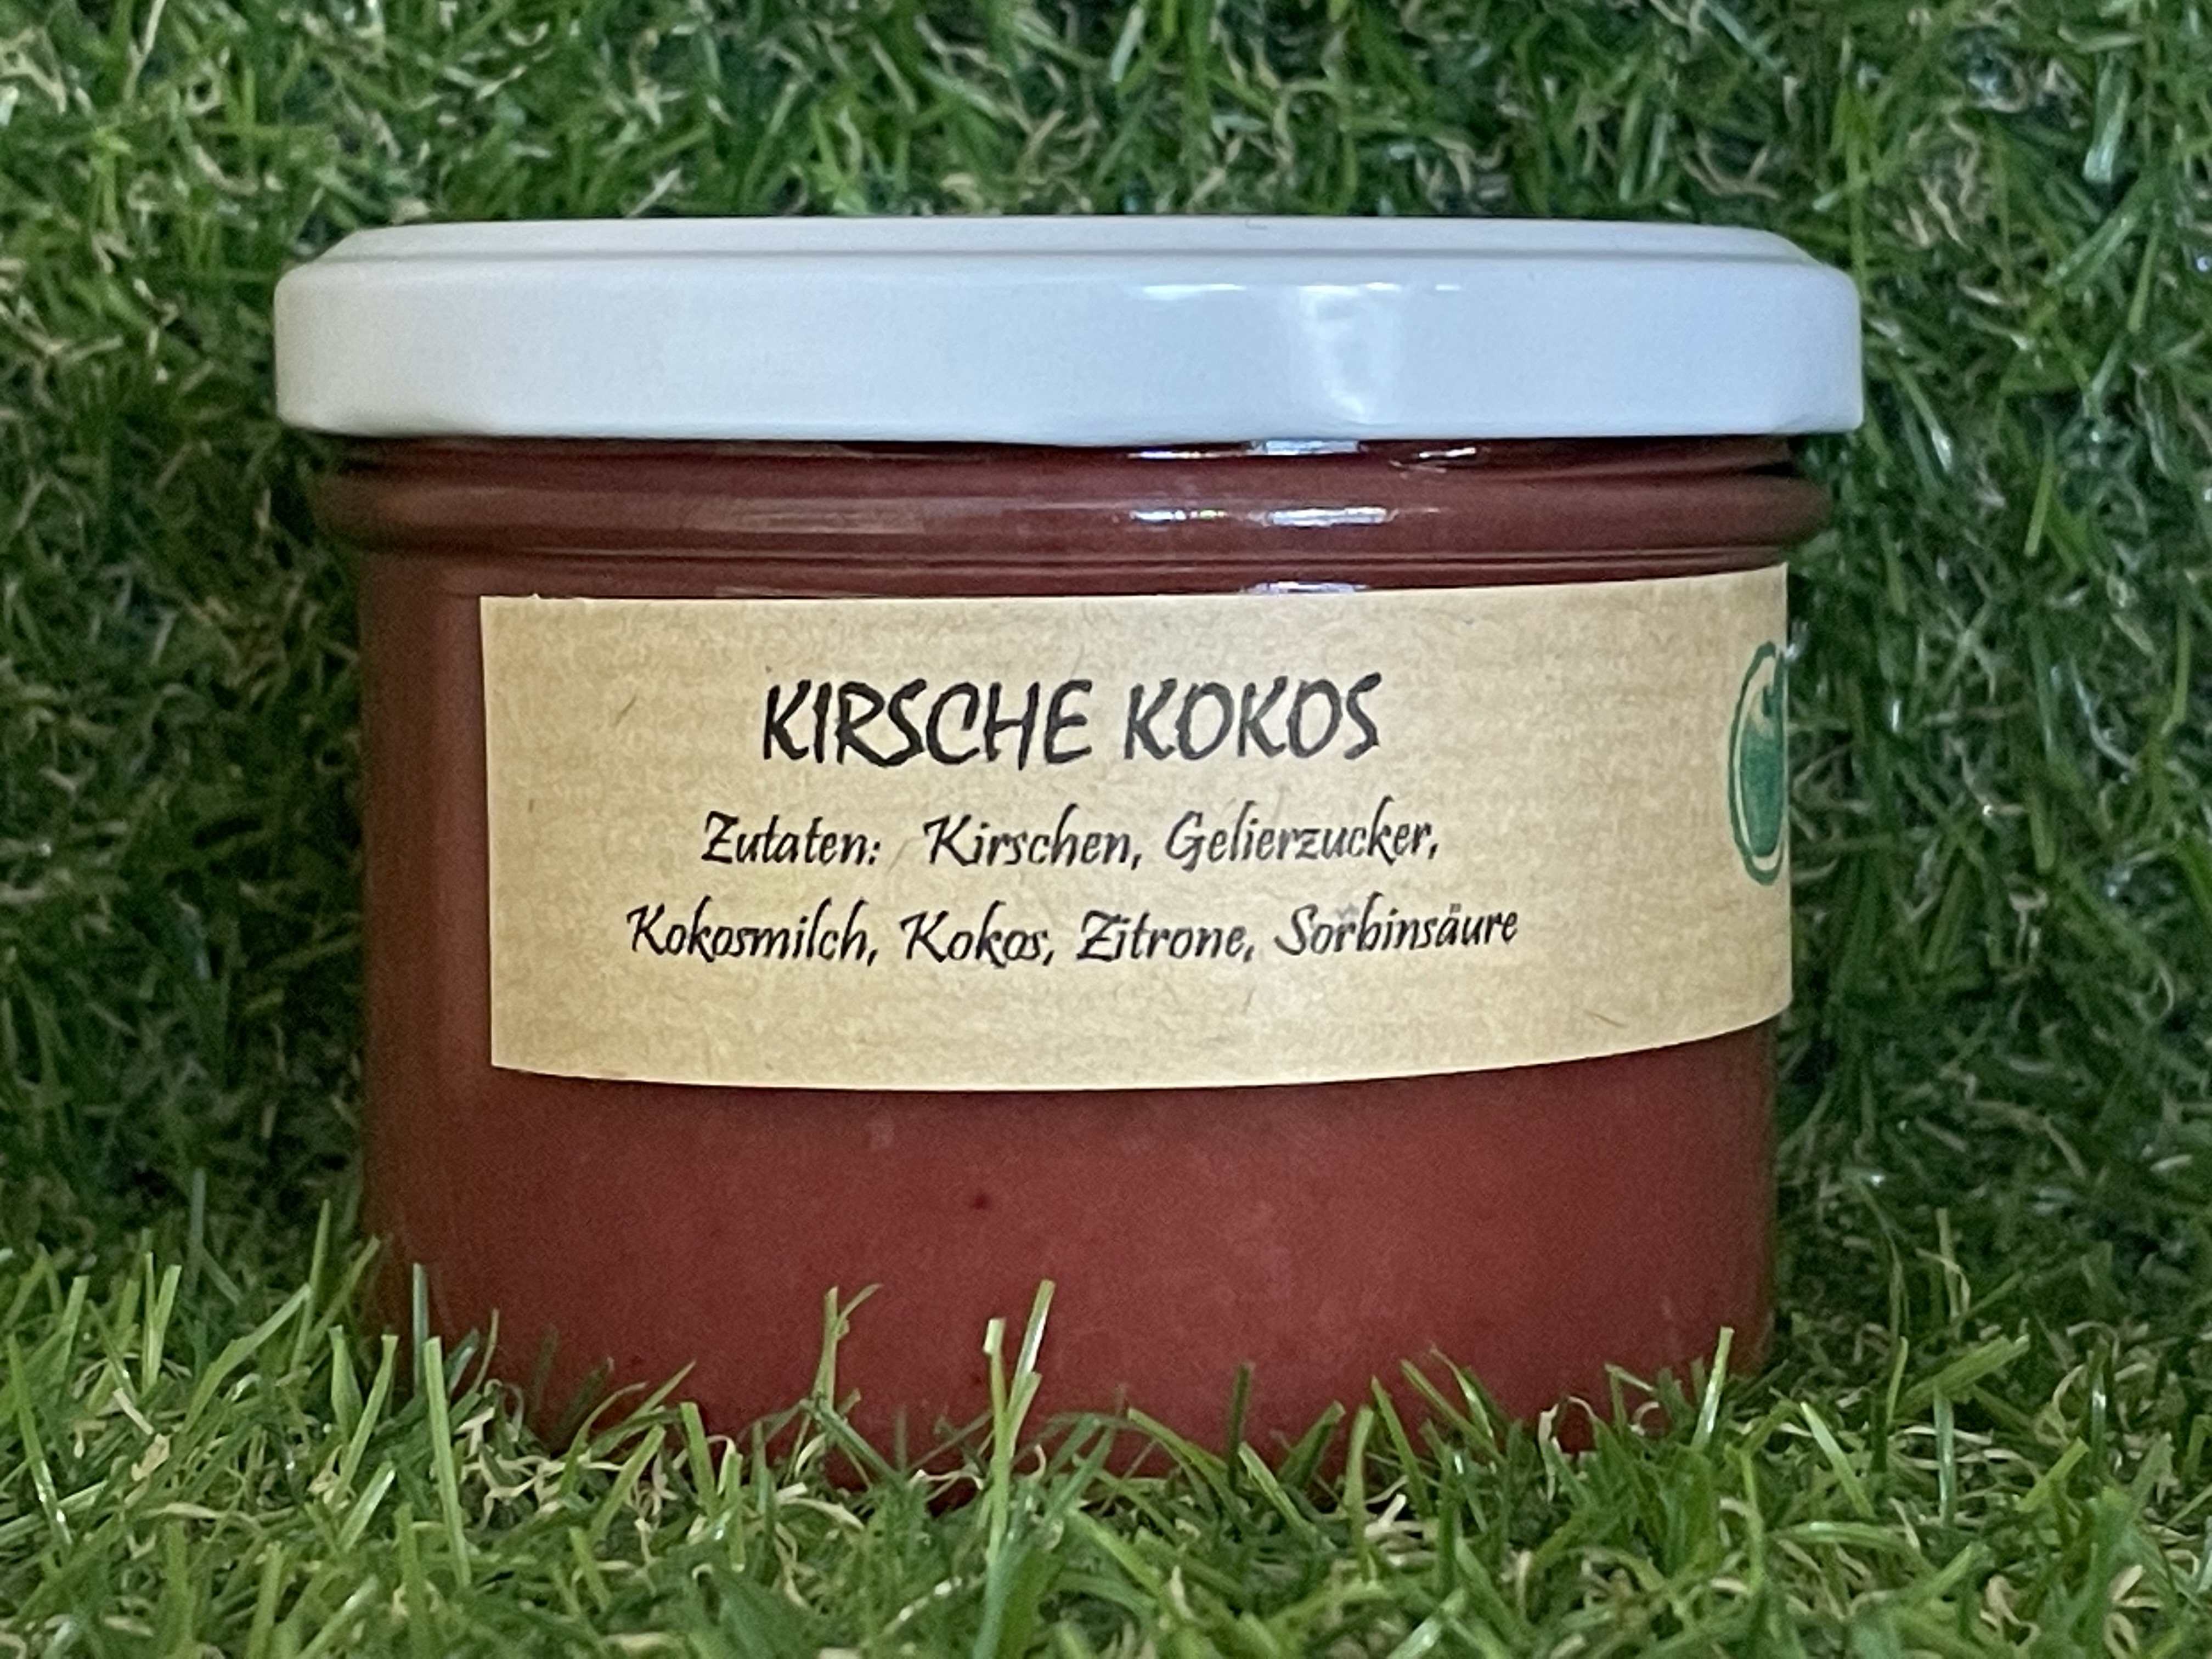 KIRSCHE KOKOS
Zutaten: Kirschen, Gelierzucker,
Kokosmilch, Kokos, Zitrone, Sorbinsäure